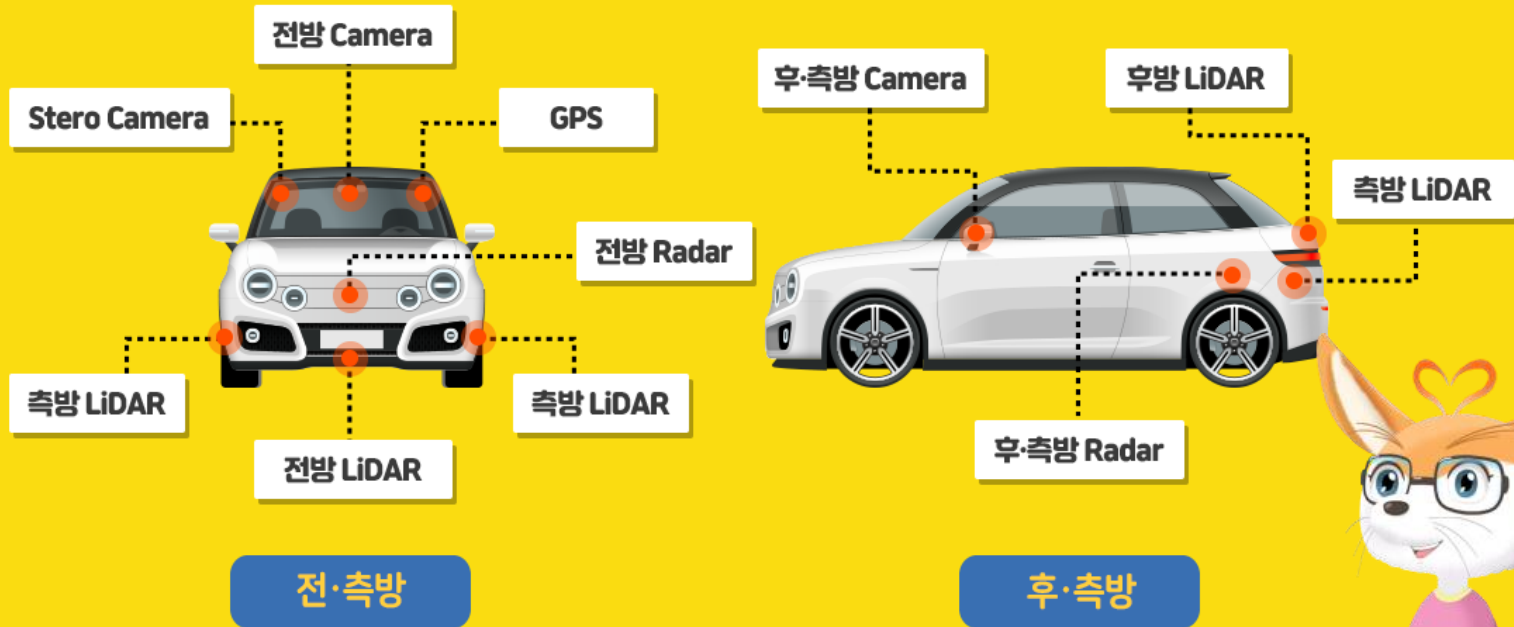 전방 Camera
Stero Camera
GPS
전방 Radar
측방 LiDAR
측방 LiDAR
전방 LiDAR
전·측방
후·측방 Camera
후방 LiDAR
측방 LiDAR
후·측방 Radar
후·측방